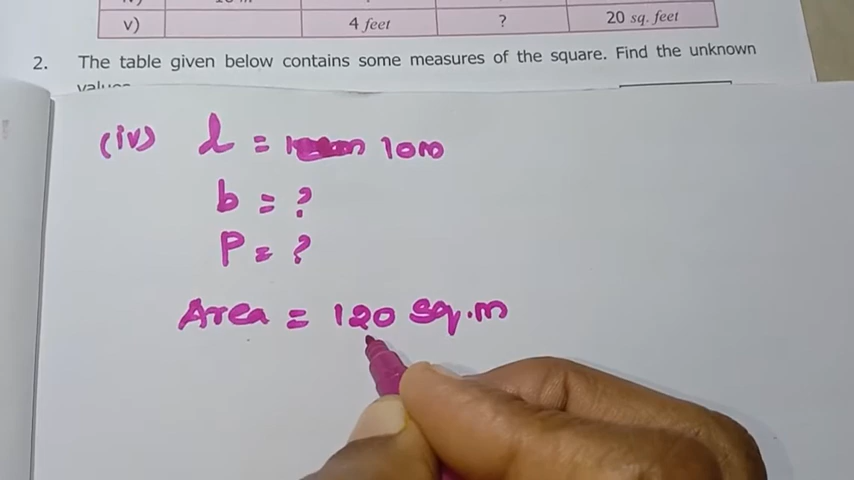 v) 4 feet ? 20 sq. feet
2. The table given below contains some measures of the square. Find the unknown
(iv) l = 10m
b = ?
P = ?
Area = 120 sq.m